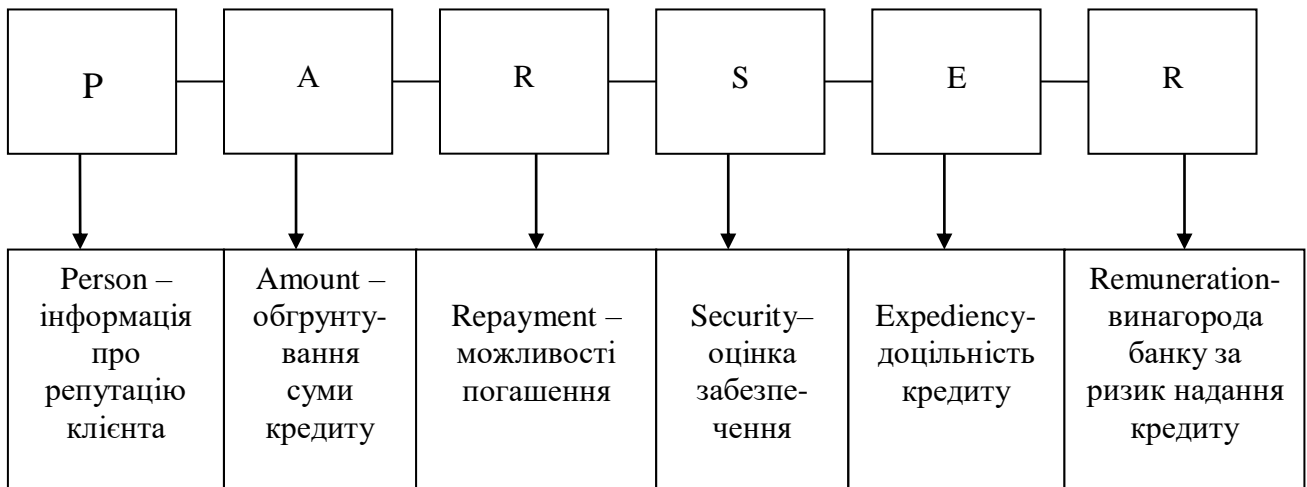 P
A
R
S
E
R
Person –
інформація
про
репутацію
клієнта
Amount –
обгрунту-
вання
суми
кредиту
Repayment –
можливості
погашення
Security–
оцінка
забезпе-
чення
Expediency-
доцільність
кредиту
Remuneration-
винагорода
банку за
ризик надання
кредиту